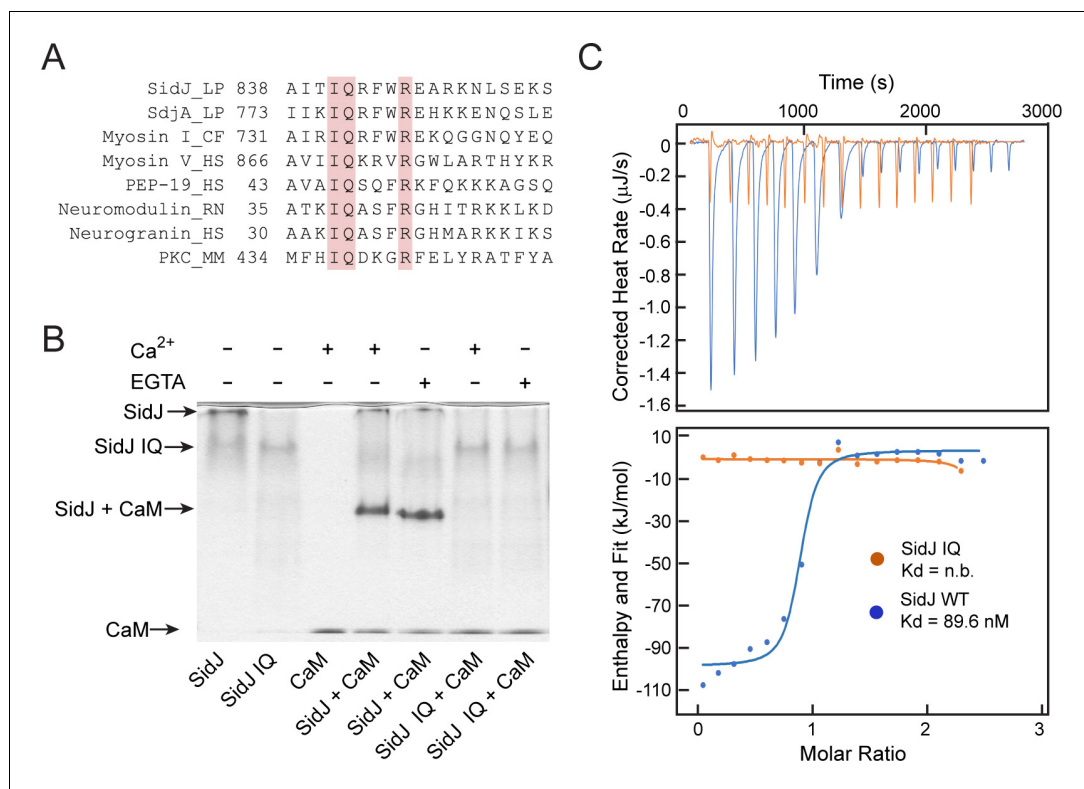 A
SidJ_LP 838 AITIQRFWREARKNLSEKS
SdjA_LP 773 IIKIQRFWREHKKENQSLE
Myosin I_CF 731 AIRIQRFWREKQGGNQYEQ
Myosin V_HS 866 AVIIQKRVRGWLARTHYKR
PEP-19_HS 43 AVAIQSQFRKFQKKKAGSQ
Neuromodulin_RN 35 ATKIQASFRGHITRKKLKD
Neurogranin_HS 30 AAKIQASFRGHMARKKIKS
PKC_MM 434 MFHIQDKGRFELYRATFYA
B
Ca2+ – – + + – + –
EGTA – – – – + – +
SidJ
SidJ IQ
SidJ + CaM
CaM
SidJ
SidJ IQ
CaM
SidJ + CaM
SidJ + CaM
SidJ IQ + CaM
SidJ IQ + CaM
C
Time (s)
0 1000 2000 3000
Corrected Heat Rate (μJ/s)
0
-0.2
-0.4
-0.6
-0.8
-1.0
-1.2
-1.4
-1.6
Enthalpy and Fit (kJ/mol)
10
-10
-30
-50
-70
-90
-110
SidJ IQ
Kd = n.b.
SidJ WT
Kd = 89.6 nM
0 1 2 3
Molar Ratio